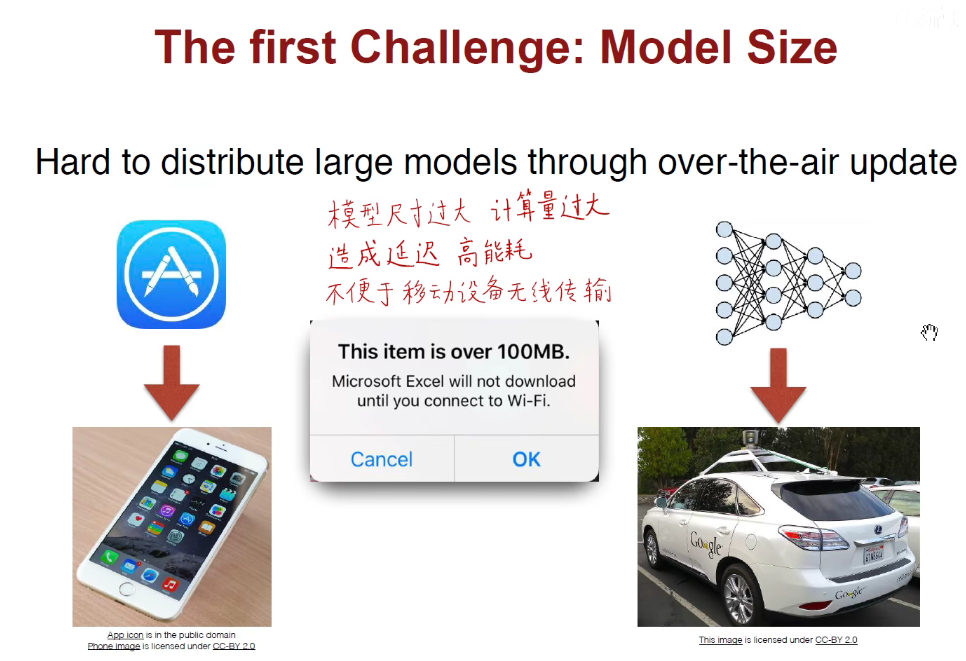 The first Challenge: Model Size
Hard to distribute large models through over-the-air update
模型尺寸过大 计算量过大
造成延迟 高能耗
不便于移动设备无线传输
This item is over 100MB.
Microsoft Excel will not download
until you connect to Wi-Fi.
Cancel OK
Google
Google
App icon is in the public domain
Phone image is licensed under CC-BY 2.0
This image is licensed under CC-BY 2.0